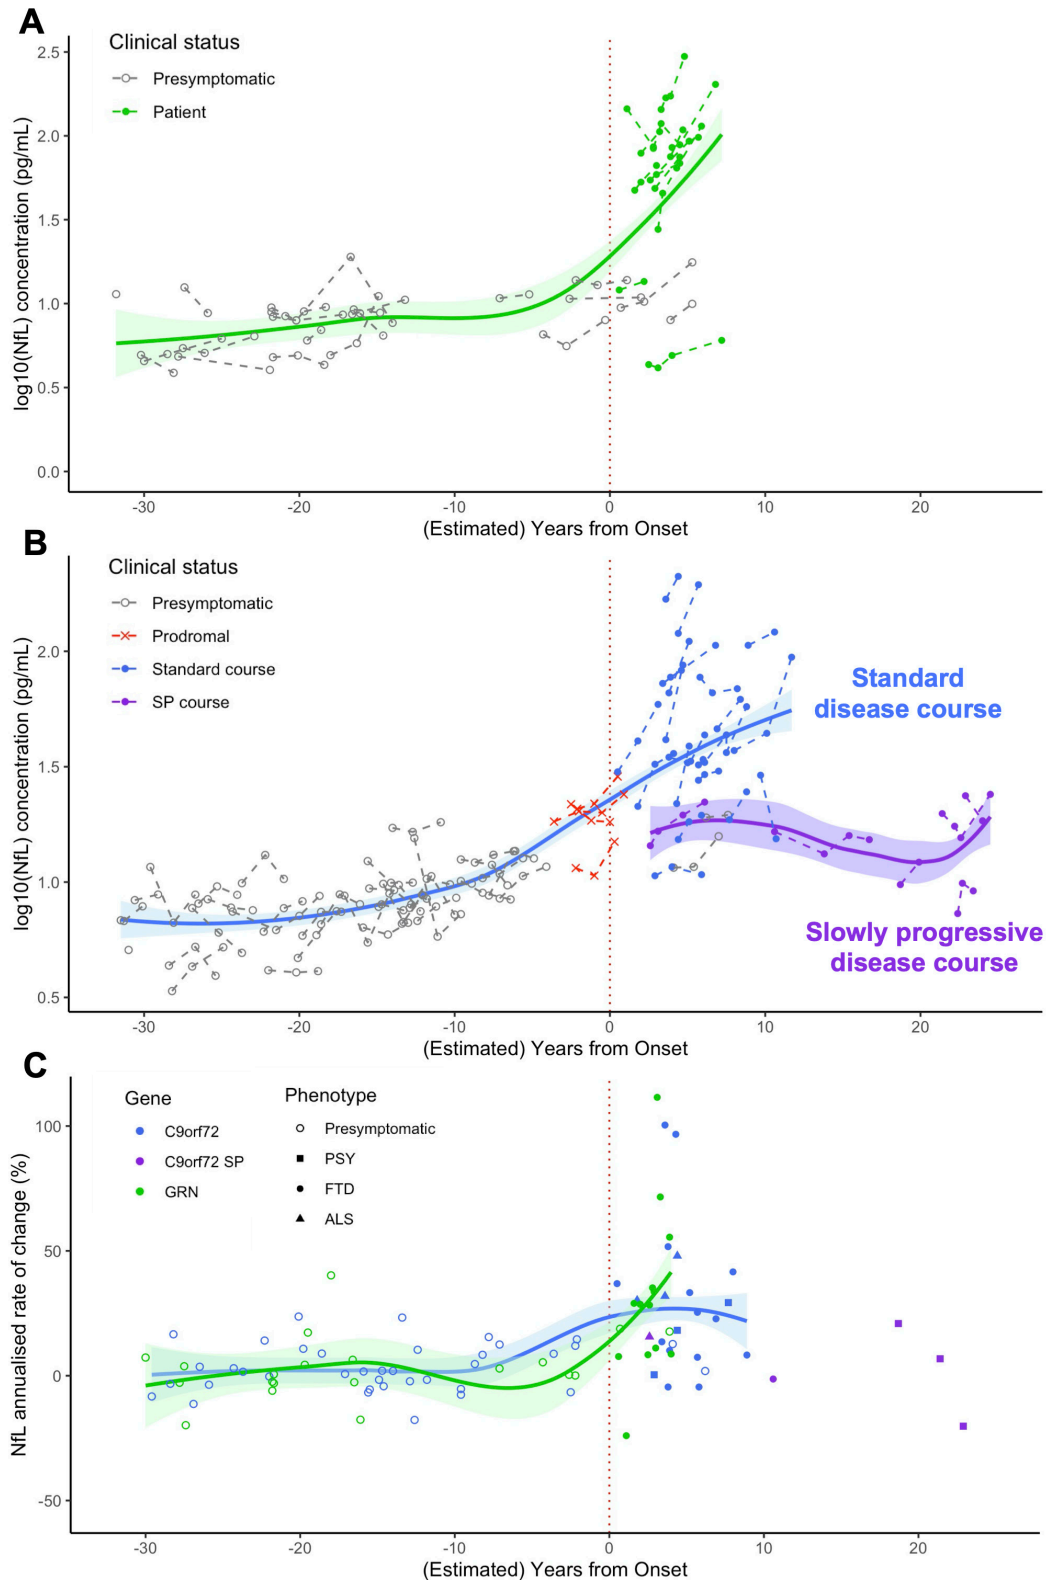 A
Clinical status
Presymptomatic
Patient
log10(NfL) concentration (pg/mL)
2.5
2.0
1.5
1.0
0.5
0.0
-30 -20 -10 0 10 20
(Estimated) Years from Onset
B
Clinical status
Presymptomatic
Prodromal
Standard course
SP course
log10(NfL) concentration (pg/mL)
2.0
1.5
1.0
0.5
Standard
disease course
Slowly progressive
disease course
-30 -20 -10 0 10 20
(Estimated) Years from Onset
C
Gene
C9orf72
C9orf72 SP
GRN
Phenotype
Presymptomatic
PSY
FTD
ALS
NfL annualised rate of change (%)
100
50
0
-50
-30 -20 -10 0 10 20
(Estimated) Years from Onset